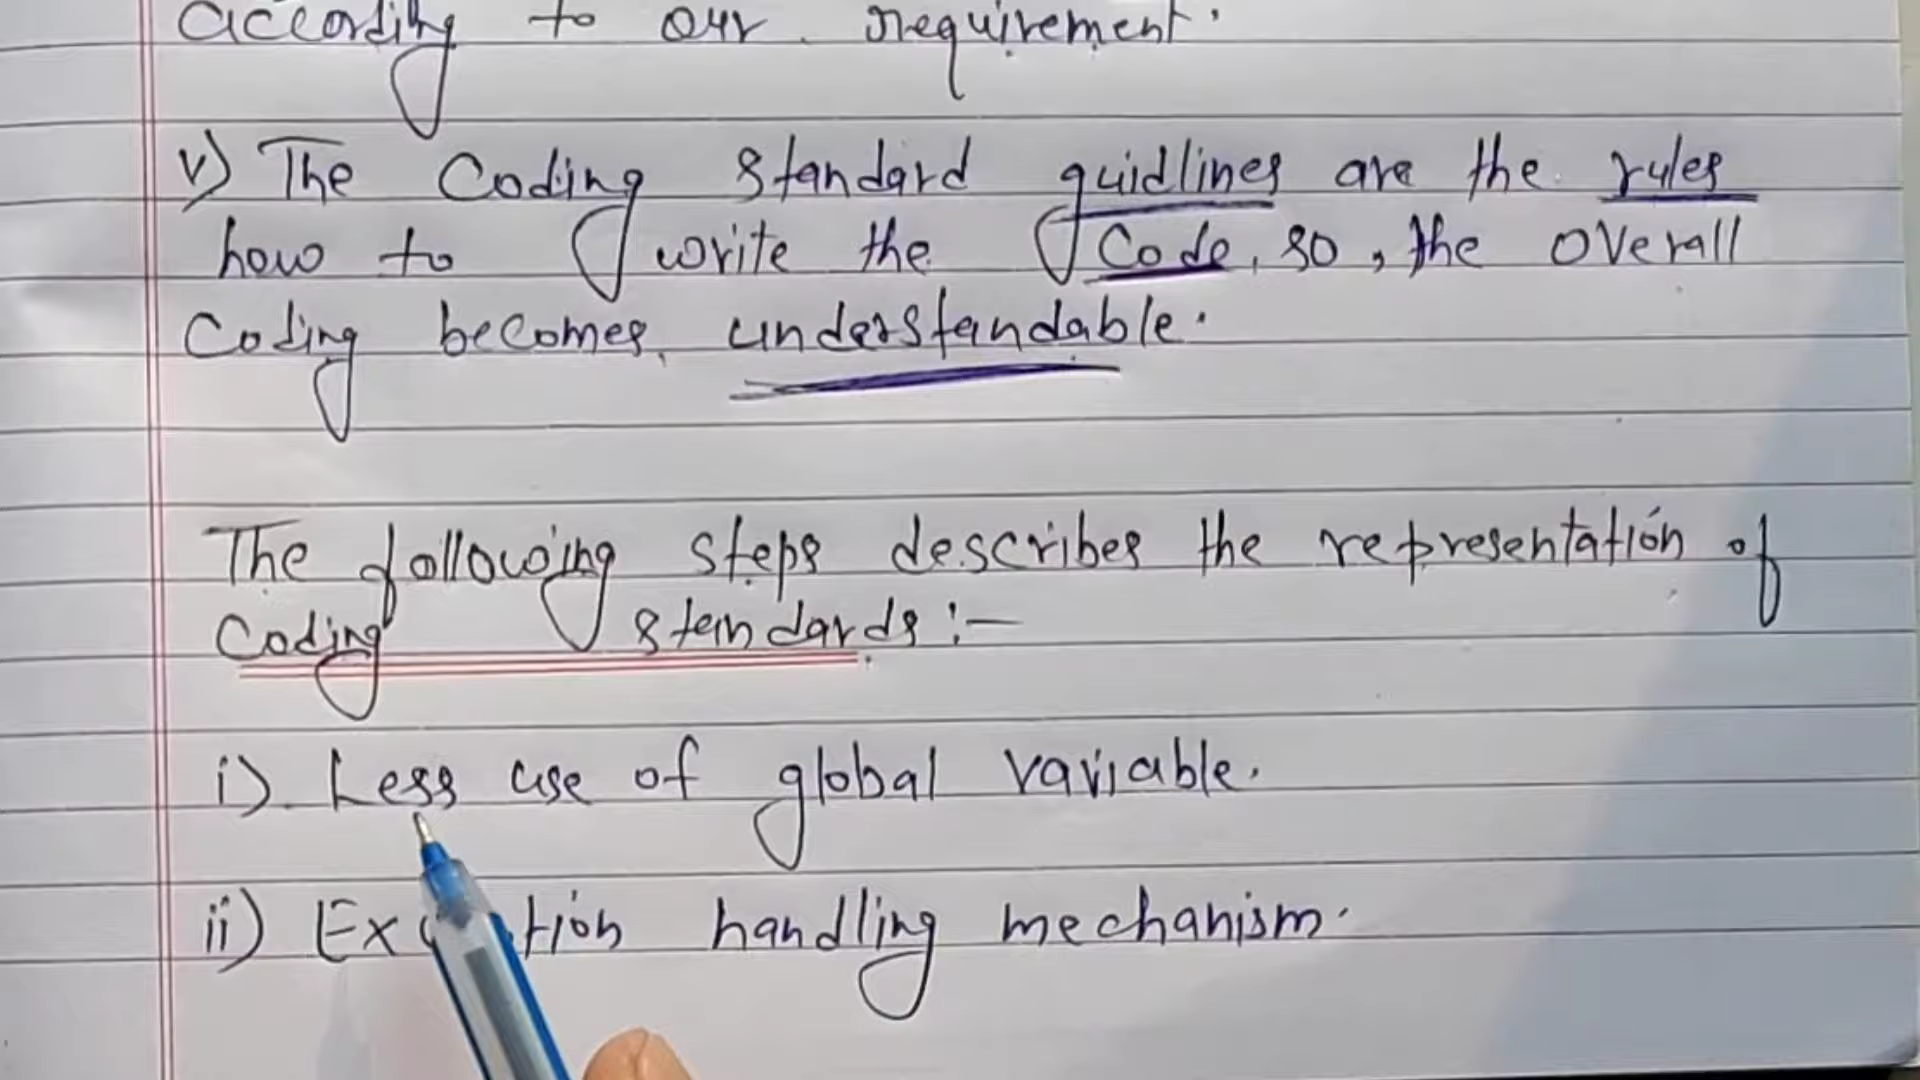 according to our requirement.
v) The Coding standard guidlines are the rules
how to write the Code, so, the overall
Coding becomes understandable.
The following steps describes the representation of
Coding standards :-
i) Less use of global variable.
ii) handling mechanism.